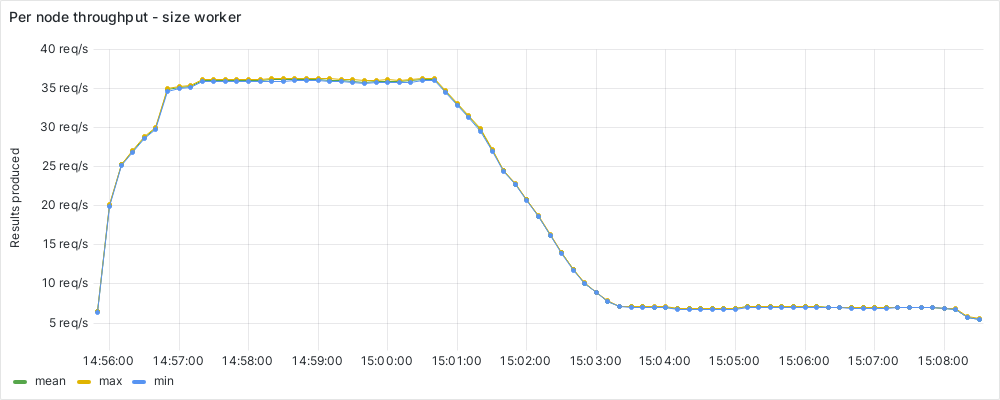 Per node throughput - size worker
Results produced
40 req/s
35 req/s
30 req/s
25 req/s
20 req/s
15 req/s
10 req/s
5 req/s
14:56:00 14:57:00 14:58:00 14:59:00 15:00:00 15:01:00 15:02:00 15:03:00 15:04:00 15:05:00 15:06:00 15:07:00 15:08:00
mean max min